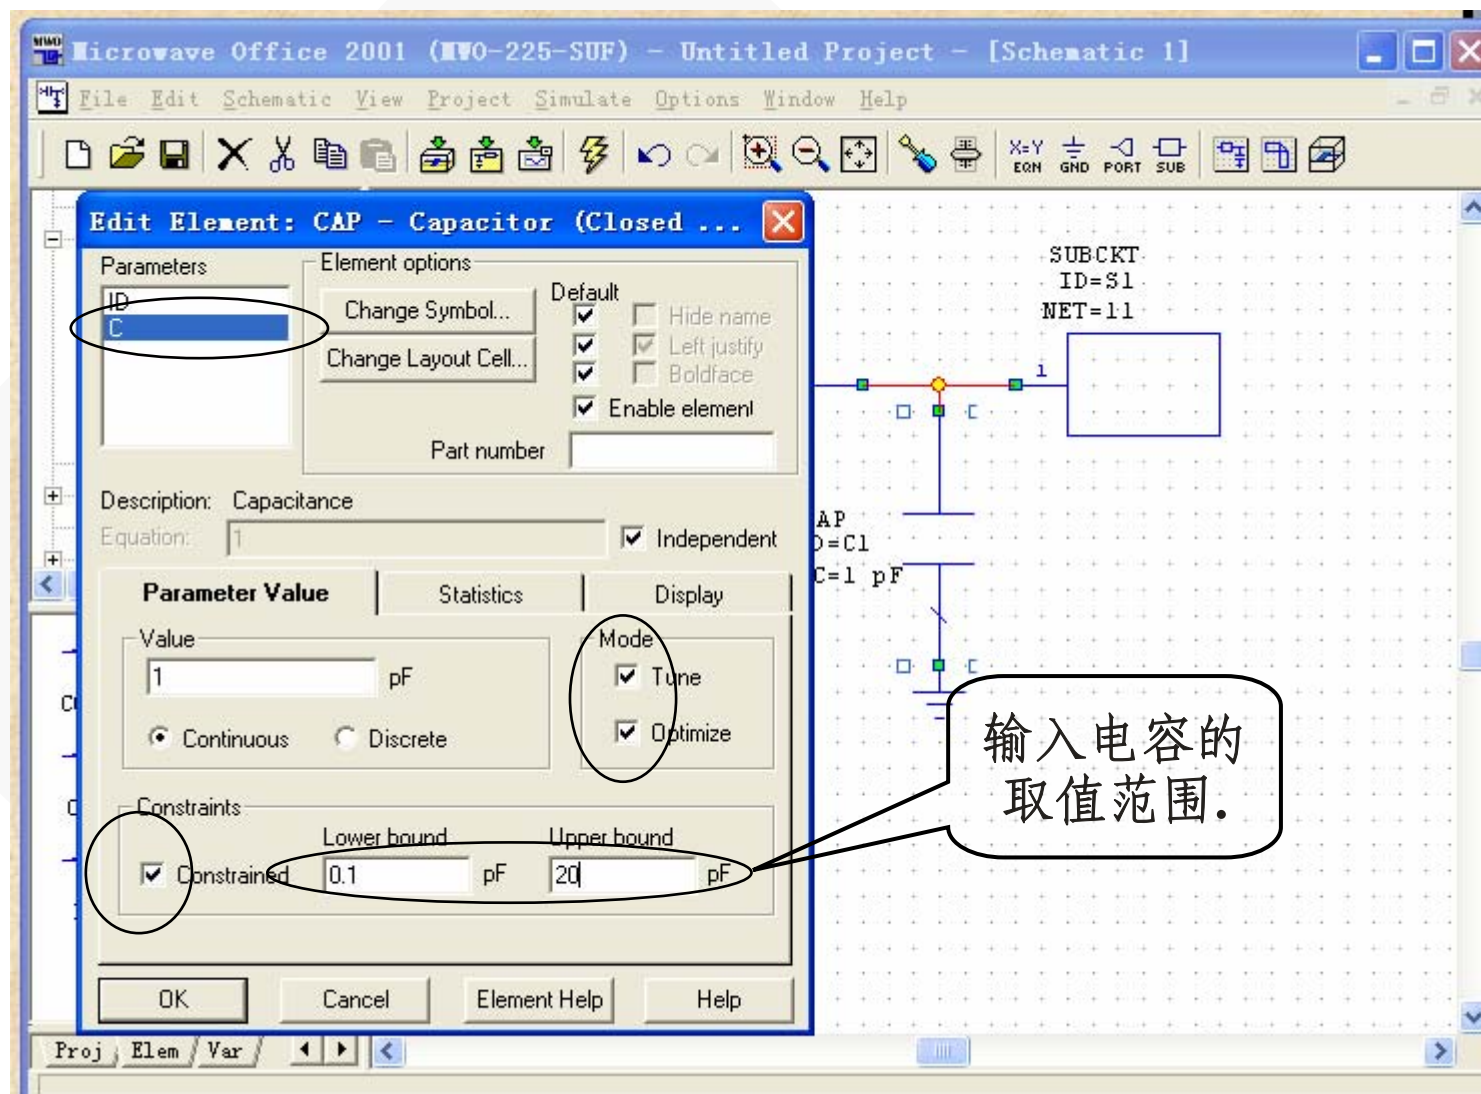 Microwave Office 2001 (MWO-225-SUF) - Untitled Project - [Schematic 1]
File Edit Schematic View Project Simulate Options Window Help
X=Y EQN GND PORT SUB
Edit Element: CAP - Capacitor (Closed ...
Parameters
ID
C
Element options
Change Symbol...
Change Layout Cell...
Default
Hide name
Left justify
Boldface
Enable element
Part number
Description: Capacitance
Equation: 1
Independent
Parameter Value Statistics Display
Value
1 pF
Continuous Discrete
Mode
Tune
Optimize
Constraints
Lower bound Upper bound
Constrained 0.1 pF 20 pF
OK Cancel Element Help Help
SUBCKT
ID=S1
NET=11
1
AP
D=C1
C=1 pF
输入电容的
取值范围.
Proj Elem Var